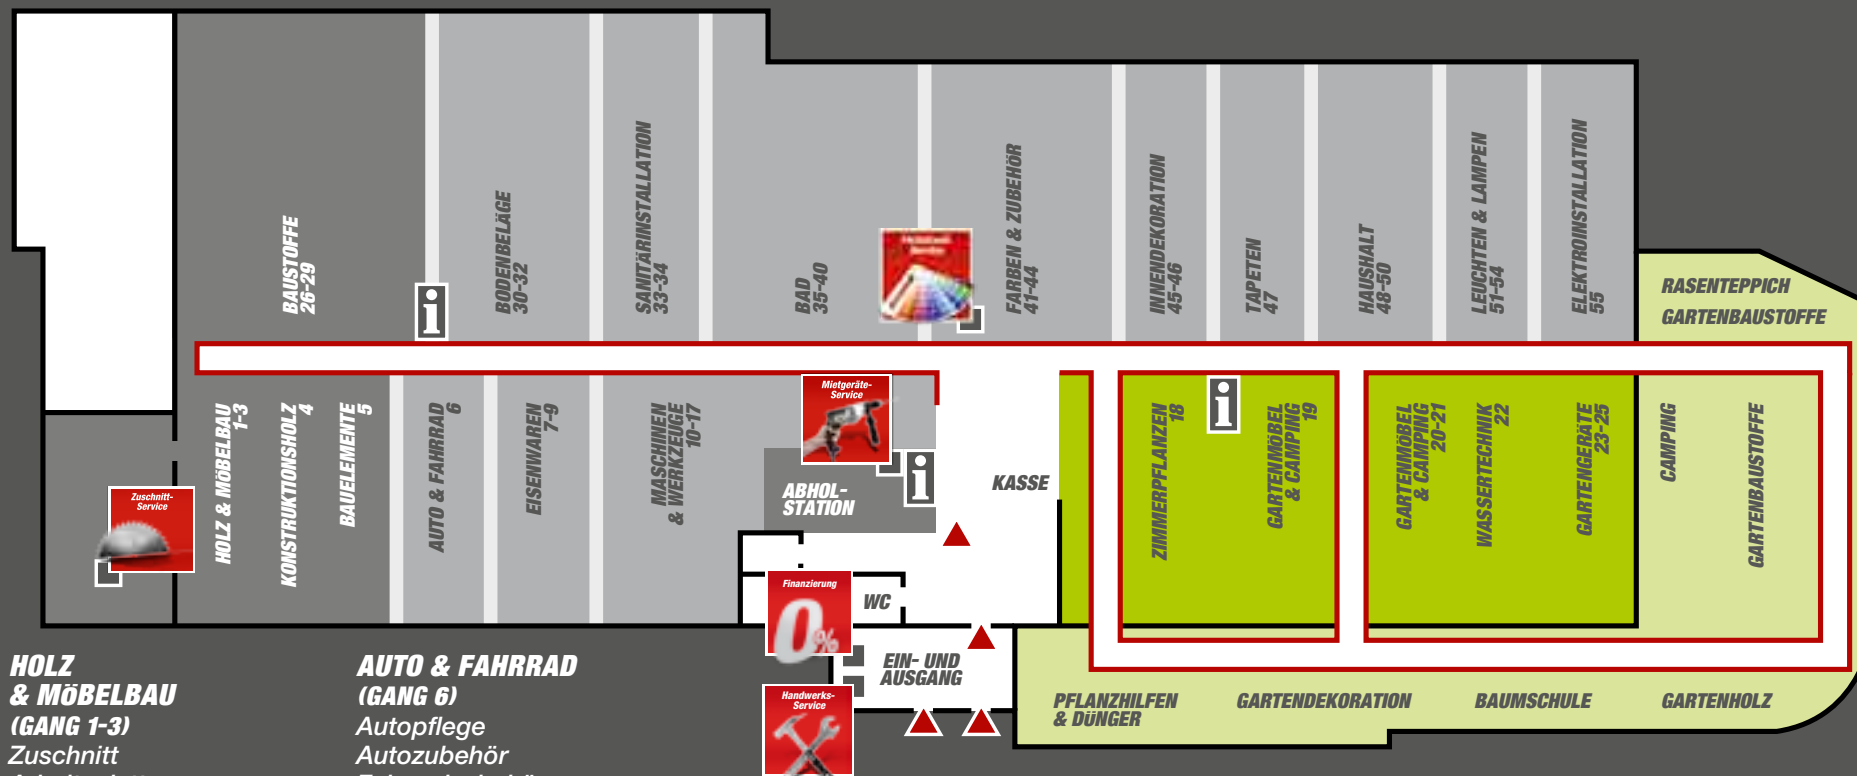 BAUSTOFFE
26-29
BODENBELÄGE
30-32
SANITÄRINSTALLATION
33-34
BAD
35-40
FARBEN & ZUBEHÖR
41-44
INNENDEKORATION
45-46
TAPETEN
47
HAUSHALT
48-50
LEUCHTEN & LAMPEN
51-54
ELEKTROINSTALLATION
55
RASENTEPPICH
GARTENBAUSTOFFE
i
Zuschnitt-
Service
HOLZ & MÖBELBAU
1-3
KONSTRUKTIONSHOLZ
4
BAUELEMENTE
5
AUTO & FAHRRAD
6
EISENWAREN
7-9
MASCHINEN
& WERKZEUGE
10-17
Mietgeräte-
Service
i
ABHOL-
STATION
KASSE
ZIMMERPFLANZEN
18
i
GARTENMÖBEL
& CAMPING
19
GARTENMÖBEL
& CAMPING
20-21
WASSERTECHNIK
22
GARTENGERÄTE
23-25
CAMPING
GARTENBAUSTOFFE
Finanzierung
0%
WC
EIN- UND
AUSGANG
Handwerks-
Service
PFLANZHILFEN
& DÜNGER
GARTENDEKORATION
BAUMSCHULE
GARTENHOLZ
HOLZ
& MÖBELBAU
(GANG 1-3)
Zuschnitt
AUTO & FAHRRAD
(GANG 6)
Autopflege
Autozubehör